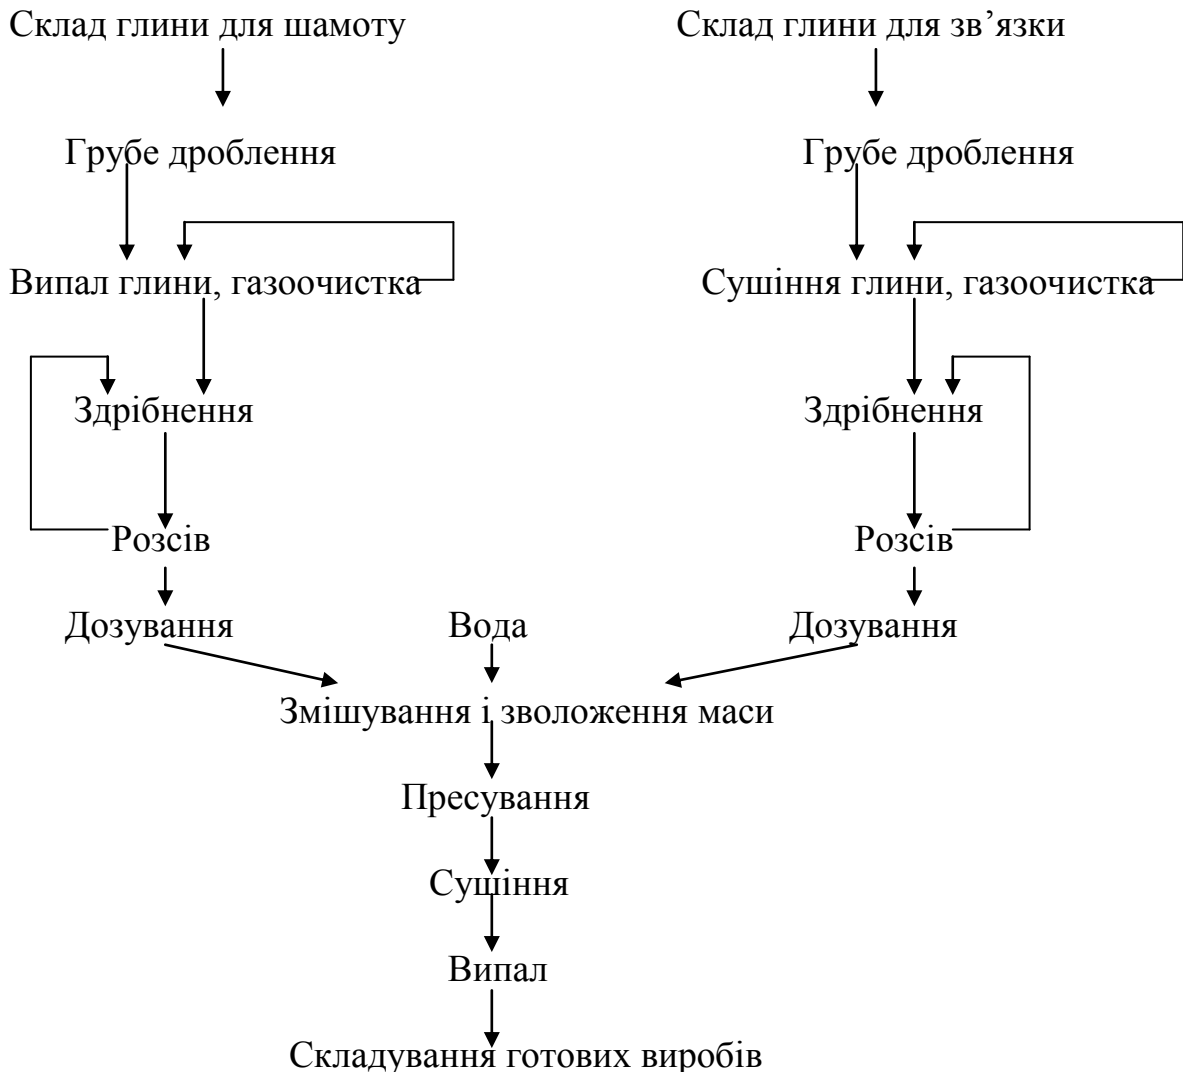 Склад глини для шамоту
Склад глини для зв’язки
Грубе дроблення
Грубе дроблення
Випал глини, газоочистка
Сушіння глини, газоочистка
Здрібнення
Здрібнення
Розсів
Розсів
Дозування
Вода
Дозування
Змішування і зволоження маси
Пресування
Сушіння
Випал
Складування готових виробів